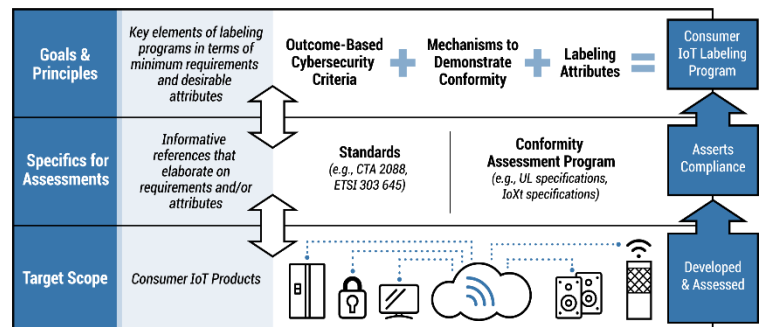 Goals &
Principles
Key elements of labeling
programs in terms of
minimum requirements
and desirable
attributes
Outcome-Based
Cybersecurity
Criteria
+
Mechanisms to
Demonstrate
Conformity
+
Labeling
Attributes
=
Consumer
IoT Labeling
Program
Specifics for
Assessments
Informative
references that
elaborate on
requirements and/or
attributes
Standards
(e.g., CTA 2088,
ETSI 303 645)
Conformity
Assessment Program
(e.g., UL specifications,
IoXt specifications)
Asserts
Compliance
Target Scope
Consumer IoT Products
Developed
& Assessed